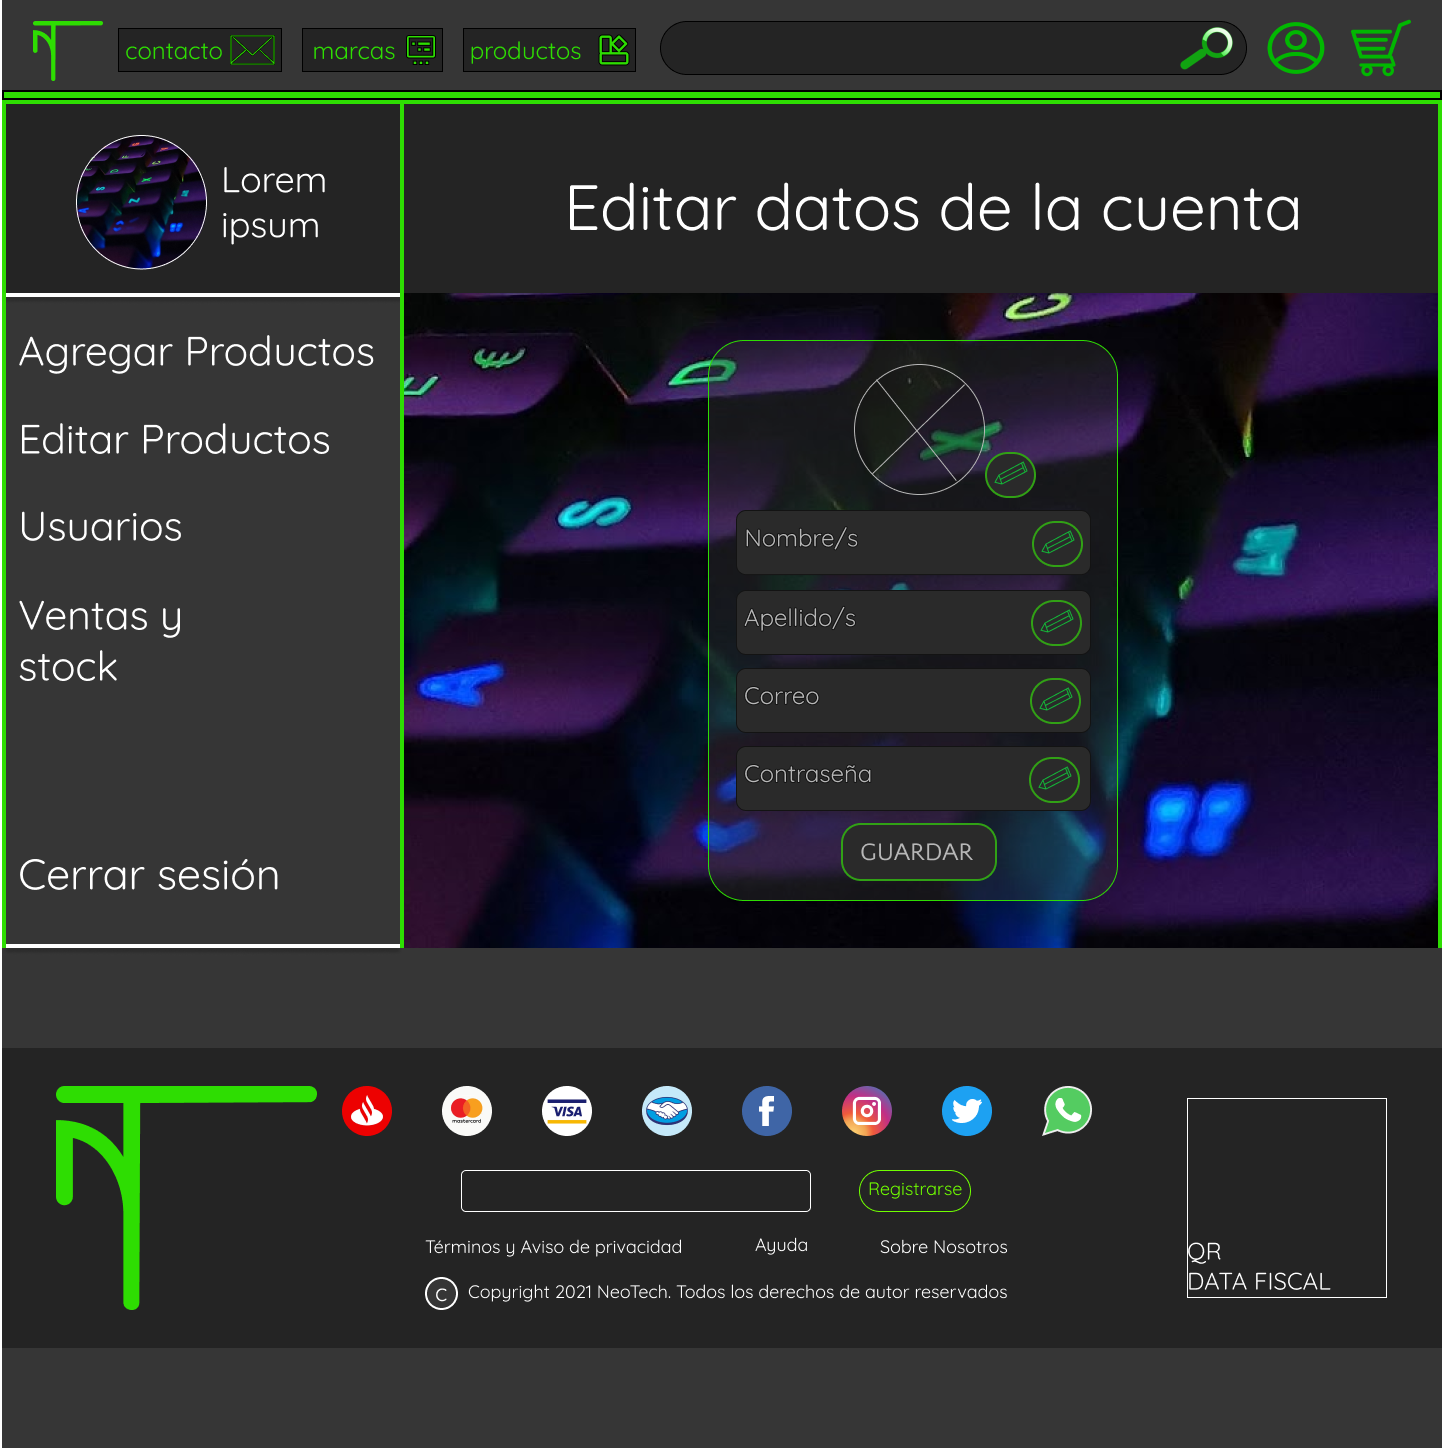 contacto
marcas
productos
Lorem
ipsum
Editar datos de la cuenta
Agregar Productos
Editar Productos
Usuarios
Ventas y
stock
Cerrar sesión
Nombre/s
Apellido/s
Correo
Contraseña
GUARDAR
mastercard
VISA
Registrarse
Términos y Aviso de privacidad
Ayuda
Sobre Nosotros
C Copyright 2021 NeoTech. Todos los derechos de autor reservados
QR
DATA FISCAL